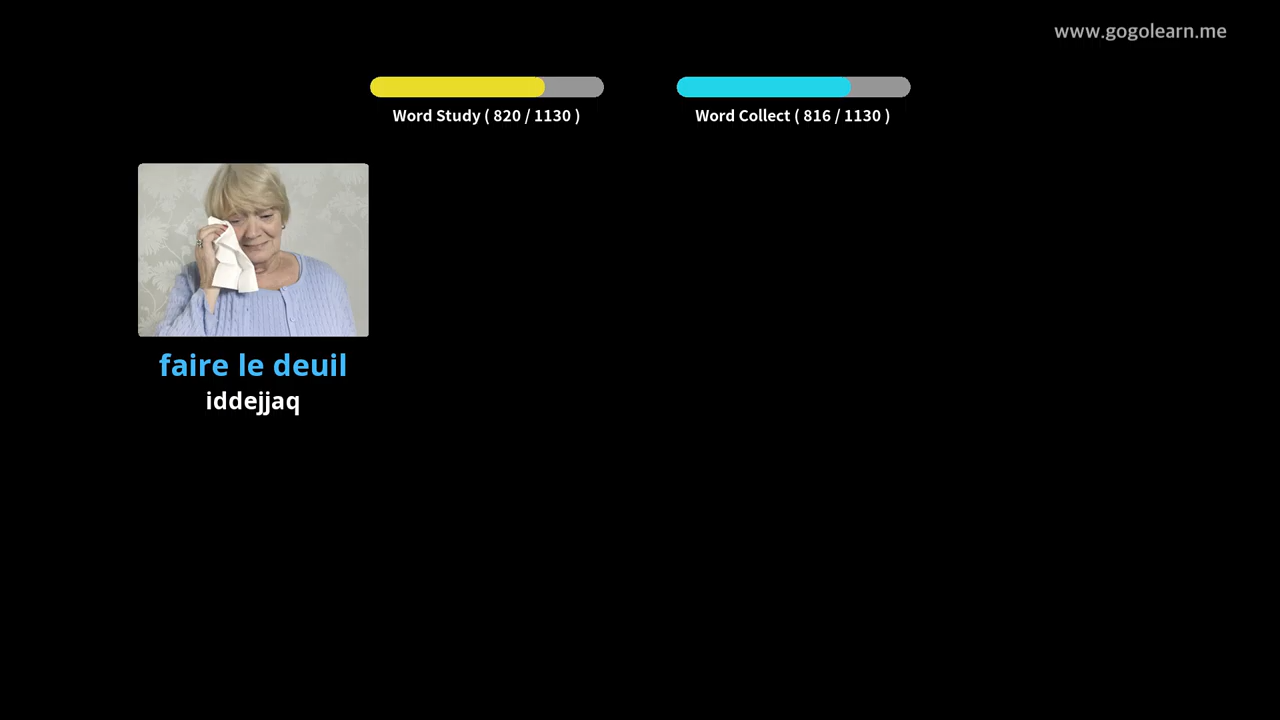 www.gogolearn.me
Word Study ( 820 / 1130 )
Word Collect ( 816 / 1130 )
faire le deuil
iddejjaq